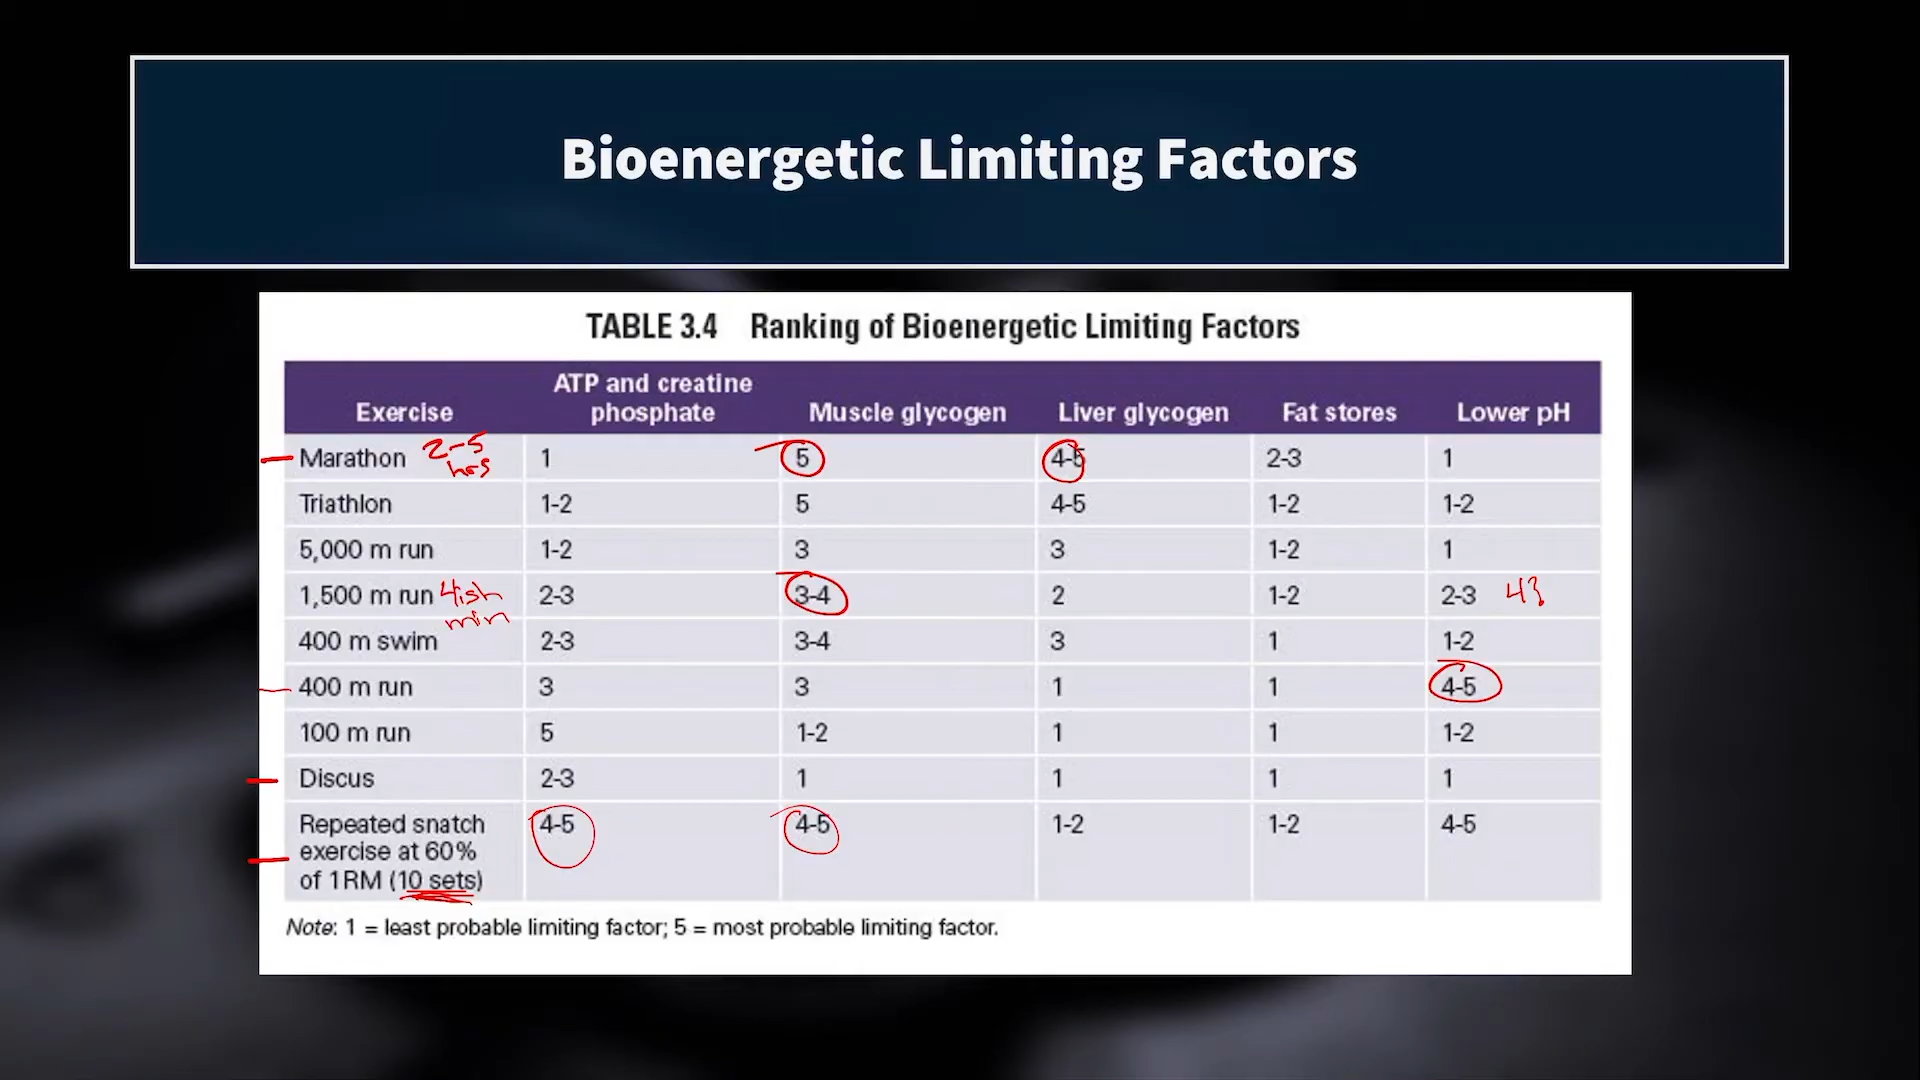 Bioenergetic Limiting Factors
TABLE 3.4 Ranking of Bioenergetic Limiting Factors
Exercise ATP and creatine phosphate Muscle glycogen Liver glycogen Fat stores Lower pH
Marathon 2-5 hrs 1 5 4-5 2-3 1
Triathlon 1-2 5 4-5 1-2 1-2
5,000 m run 1-2 3 3 1-2 1
1,500 m run 4ish min 2-3 3-4 2 1-2 2-3 4?
400 m swim 2-3 3-4 3 1 1-2
400 m run 3 3 1 1 4-5
100 m run 5 1-2 1 1 1-2
Discus 2-3 1 1 1 1
Repeated snatch 4-5 4-5 1-2 1-2 4-5
exercise at 60%
of 1RM (10 sets)
Note: 1 = least probable limiting factor; 5 = most probable limiting factor.